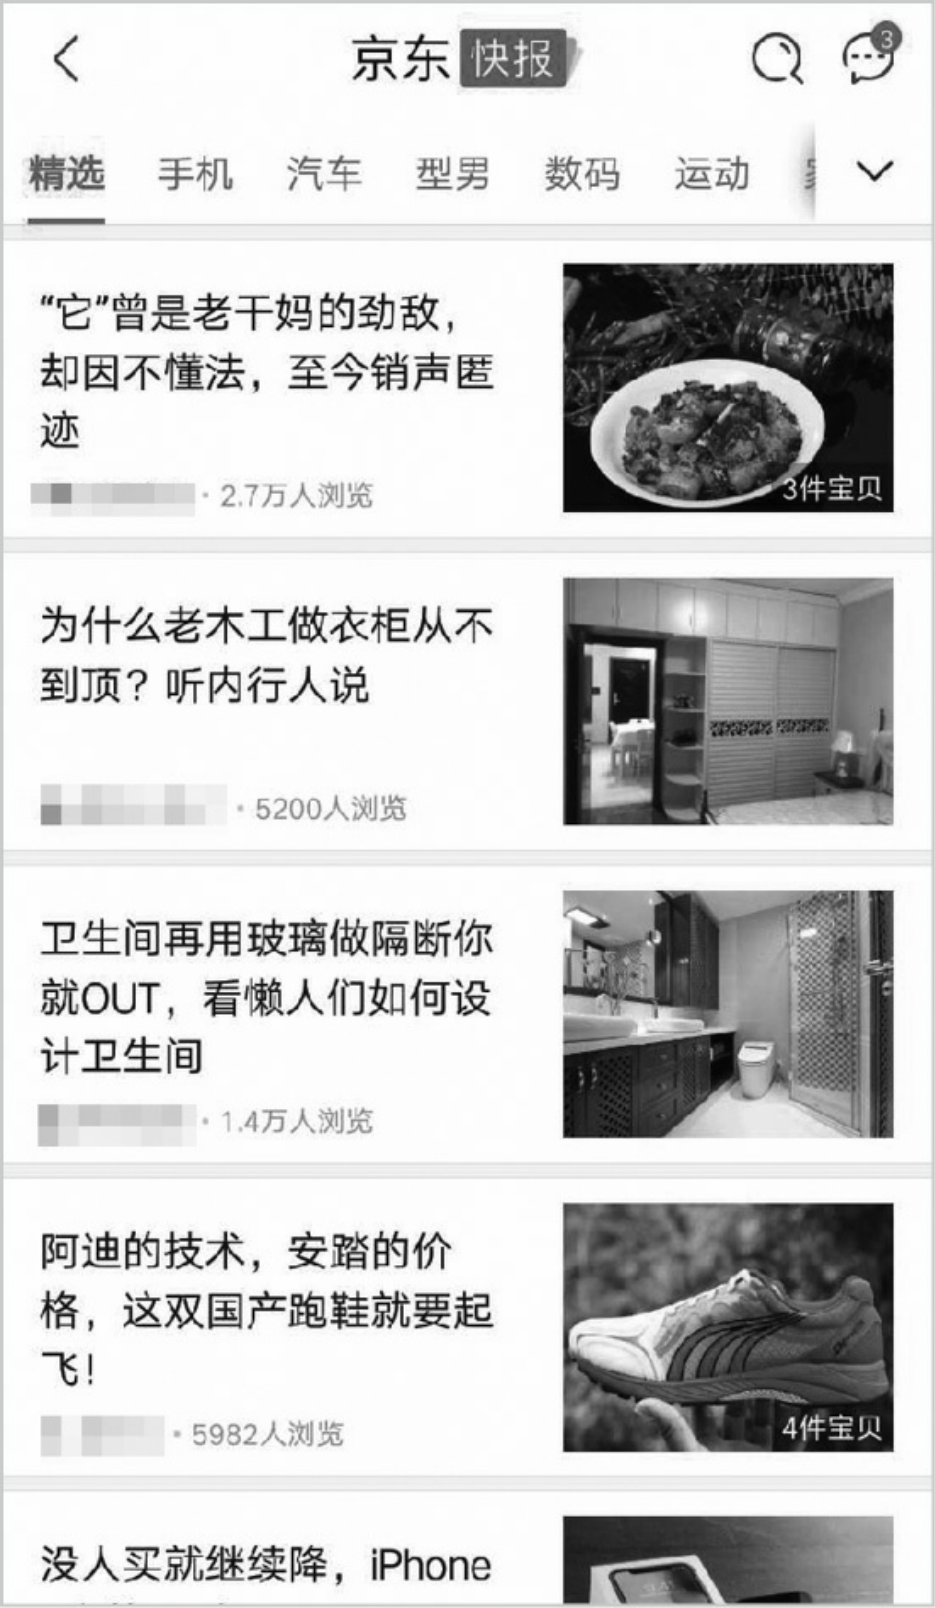 京东 快报
3
精选 手机 汽车 型男 数码 运动
“它”曾是老干妈的劲敌，
却因不懂法，至今销声匿
迹
· 2.7万人浏览
3件宝贝
为什么老木工做衣柜从不
到顶？听内行人说
· 5200人浏览
卫生间再用玻璃做隔断你
就OUT，看懒人们如何设
计卫生间
· 1.4万人浏览
阿迪的技术，安踏的价
格，这双国产跑鞋就要起
飞！
· 5982人浏览
4件宝贝
没人买就继续降，iPhone